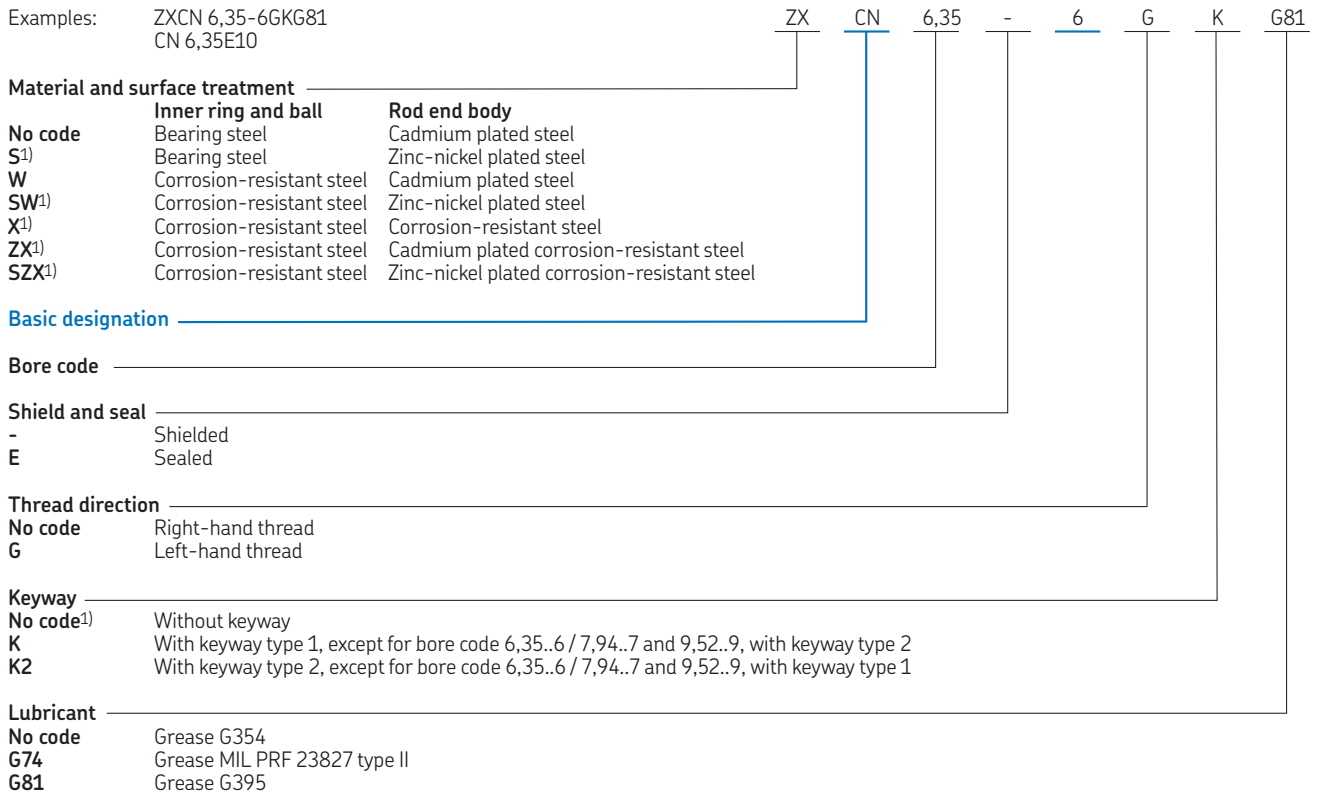 Examples: ZXCN 6,35-6GKG81 ZX CN 6,35 - 6 G K G81
CN 6,35E10
Material and surface treatment
Inner ring and ball Rod end body
No code Bearing steel Cadmium plated steel
S1) Bearing steel Zinc-nickel plated steel
W Corrosion-resistant steel Cadmium plated steel
SW1) Corrosion-resistant steel Zinc-nickel plated steel
X1) Corrosion-resistant steel Corrosion-resistant steel
ZX1) Corrosion-resistant steel Cadmium plated corrosion-resistant steel
SZX1) Corrosion-resistant steel Zinc-nickel plated corrosion-resistant steel
Basic designation
Bore code
Shield and seal
- Shielded
E Sealed
Thread direction
No code Right-hand thread
G Left-hand thread
Keyway
No code1) Without keyway
K With keyway type 1, except for bore code 6,35..6 / 7,94..7 and 9,52..9, with keyway type 2
K2 With keyway type 2, except for bore code 6,35..6 / 7,94..7 and 9,52..9, with keyway type 1
Lubricant
No code Grease G354
G74 Grease MIL PRF 23827 type II
G81 Grease G395